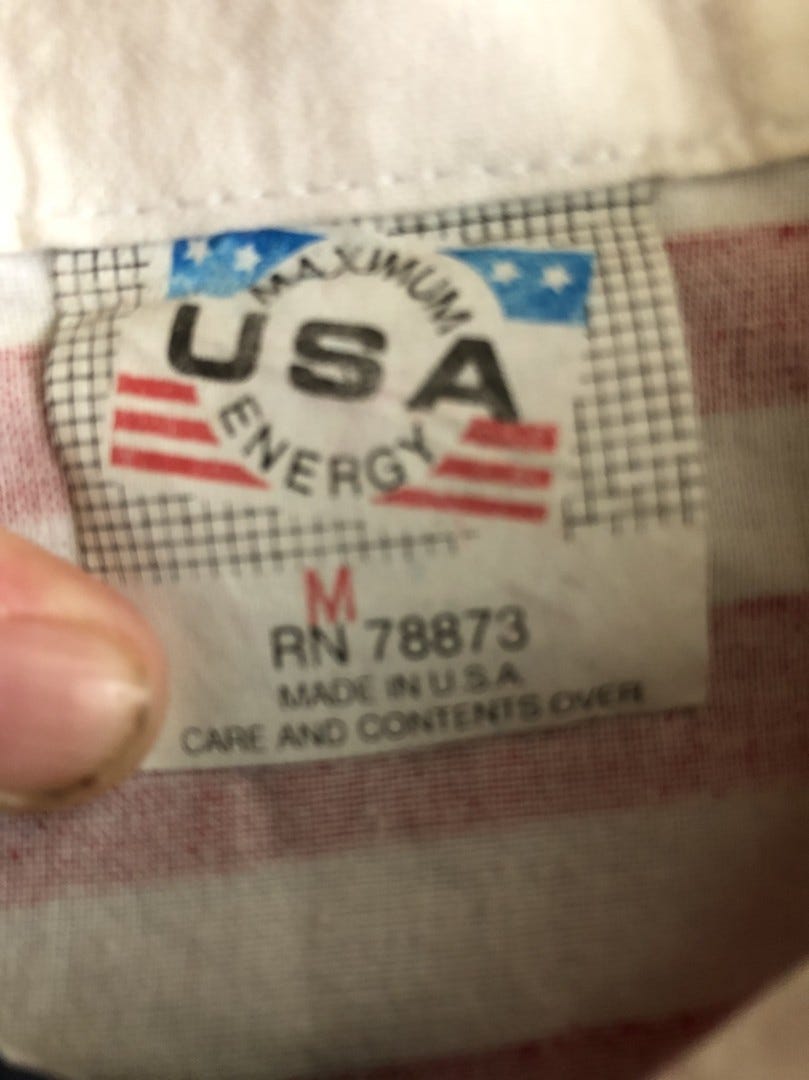 MAXIMUM
USA
ENERGY
M
RN 78873
MADE IN U.S.A.
CARE AND CONTENTS OVER